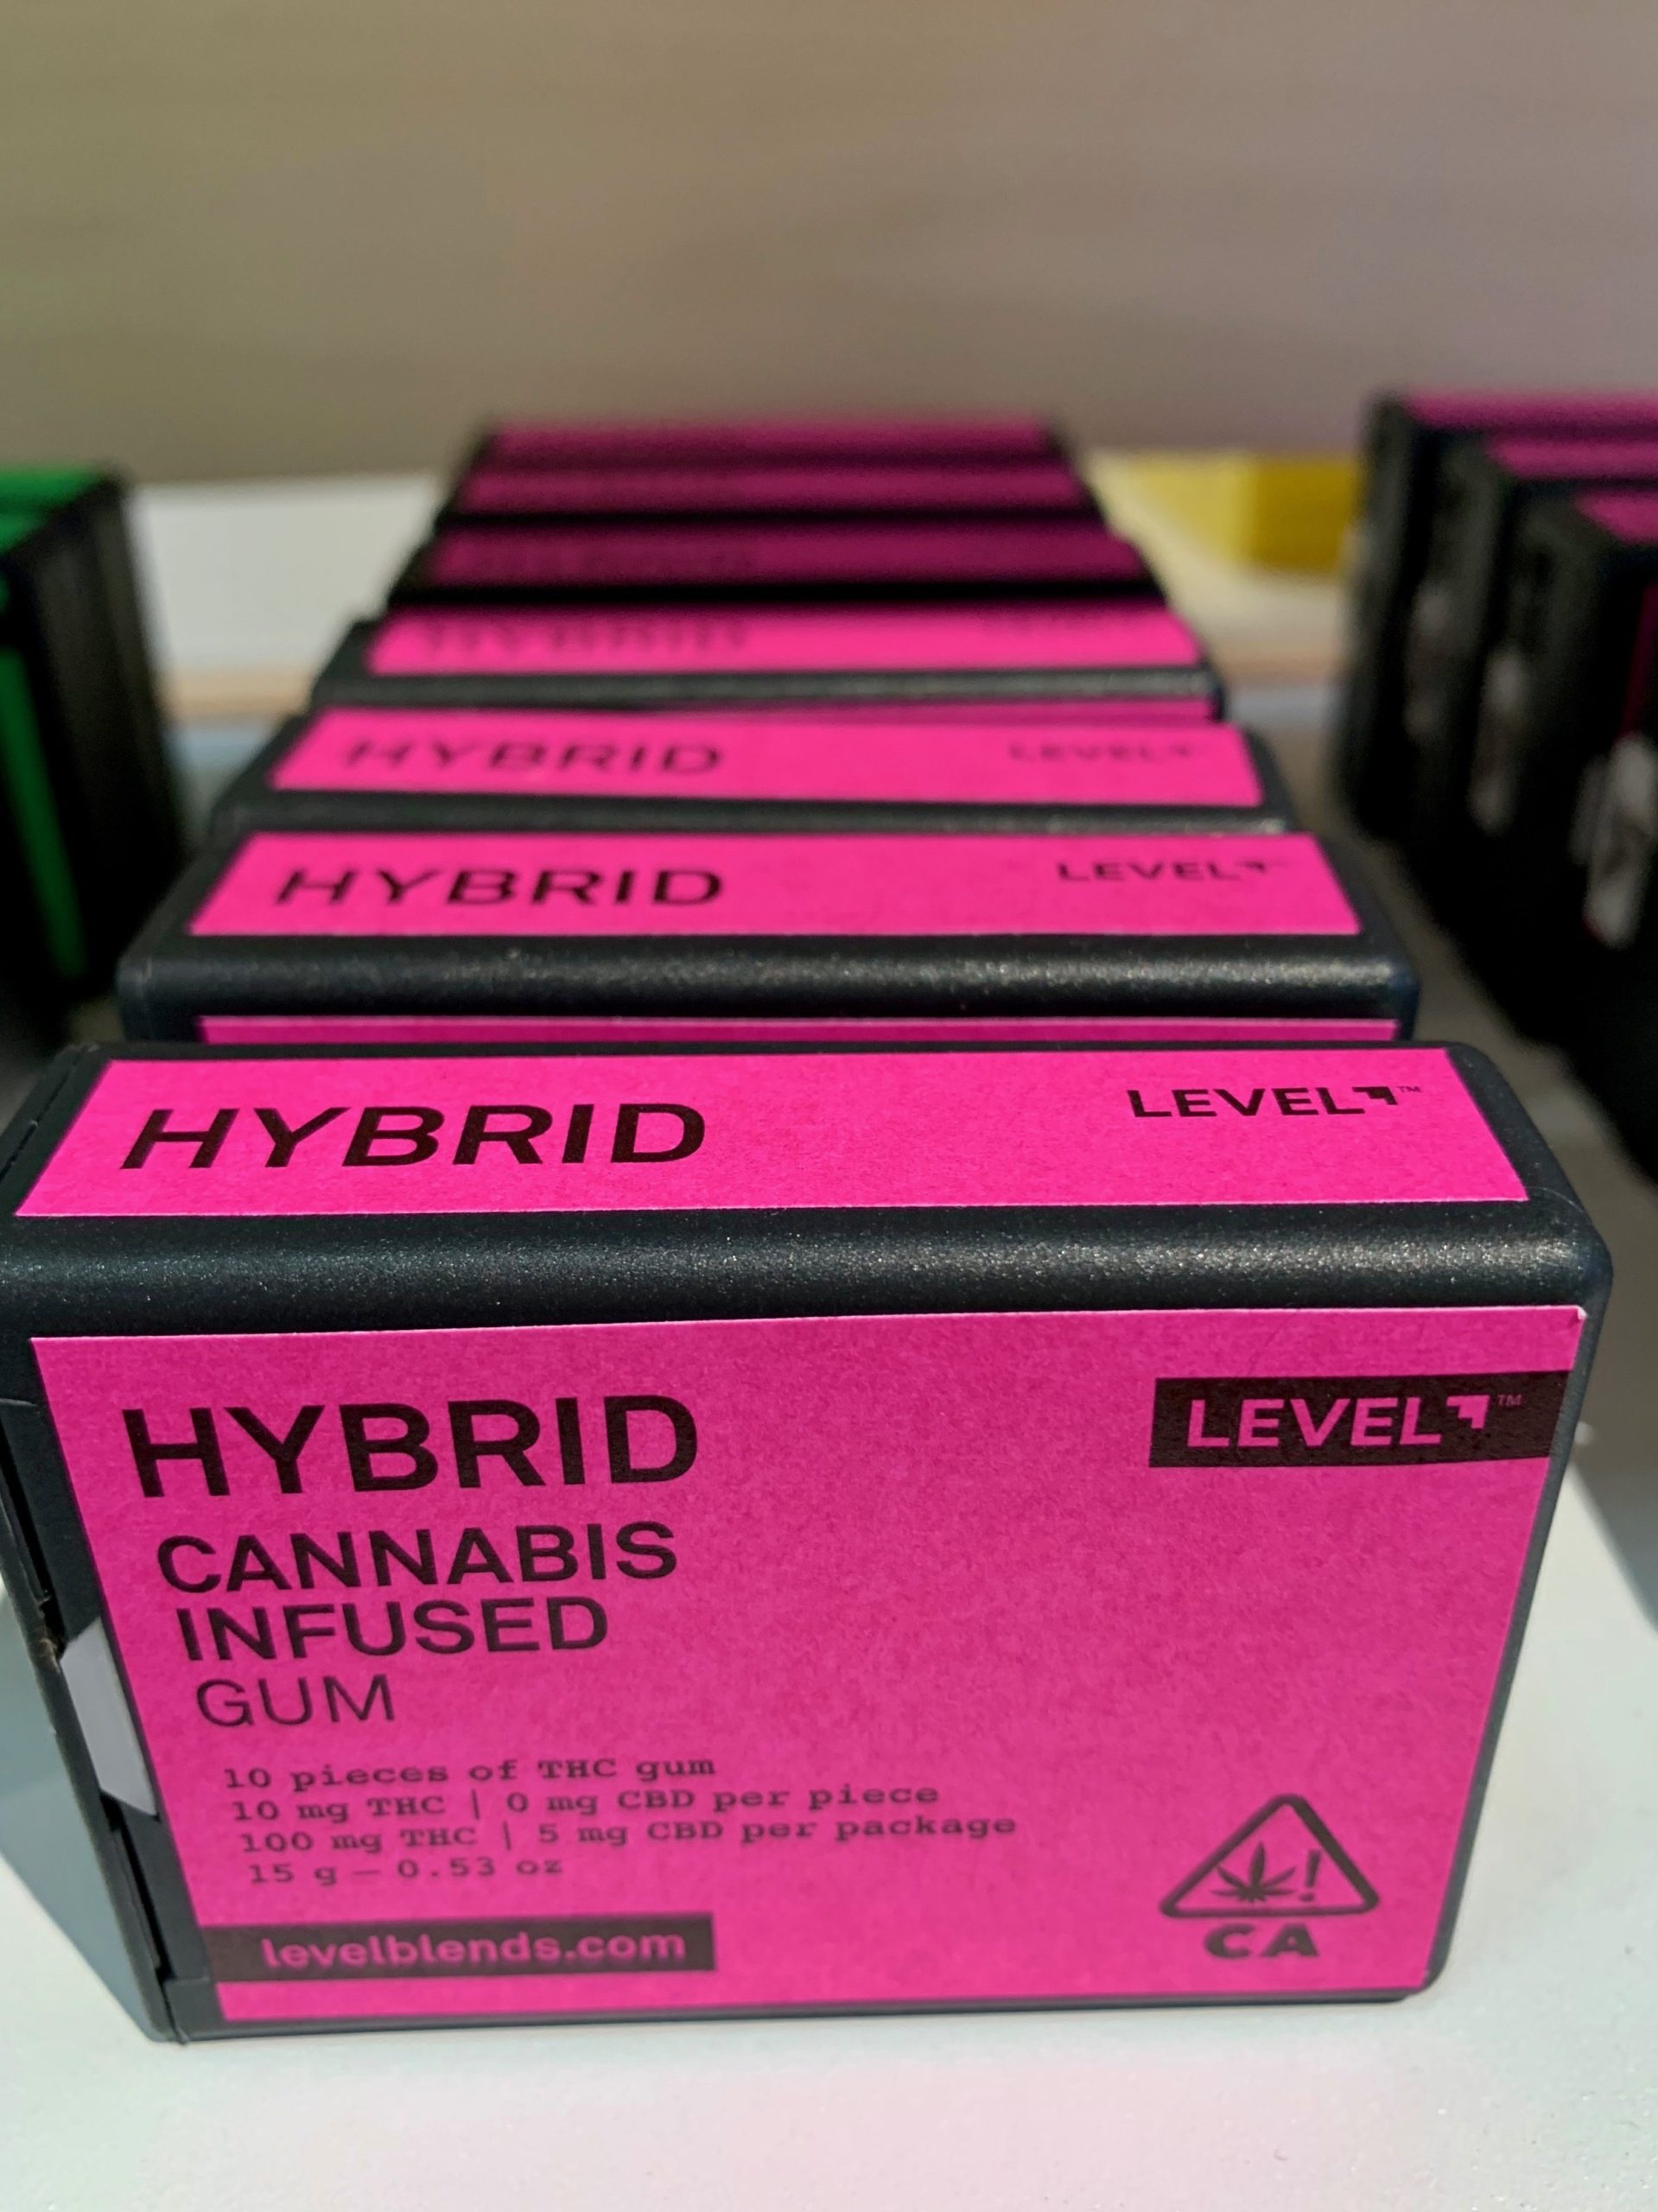 HYBRID
HYBRID LEVEL
HYBRID LEVEL
HYBRID LEVEL™
HYBRID LEVEL™
CANNABIS
INFUSED
GUM
10 pieces of THC gum
10 mg THC | 0 mg CBD per piece
100 mg THC | 5 mg CBD per package
15 g — 0.53 oz
levelblends.com
CA